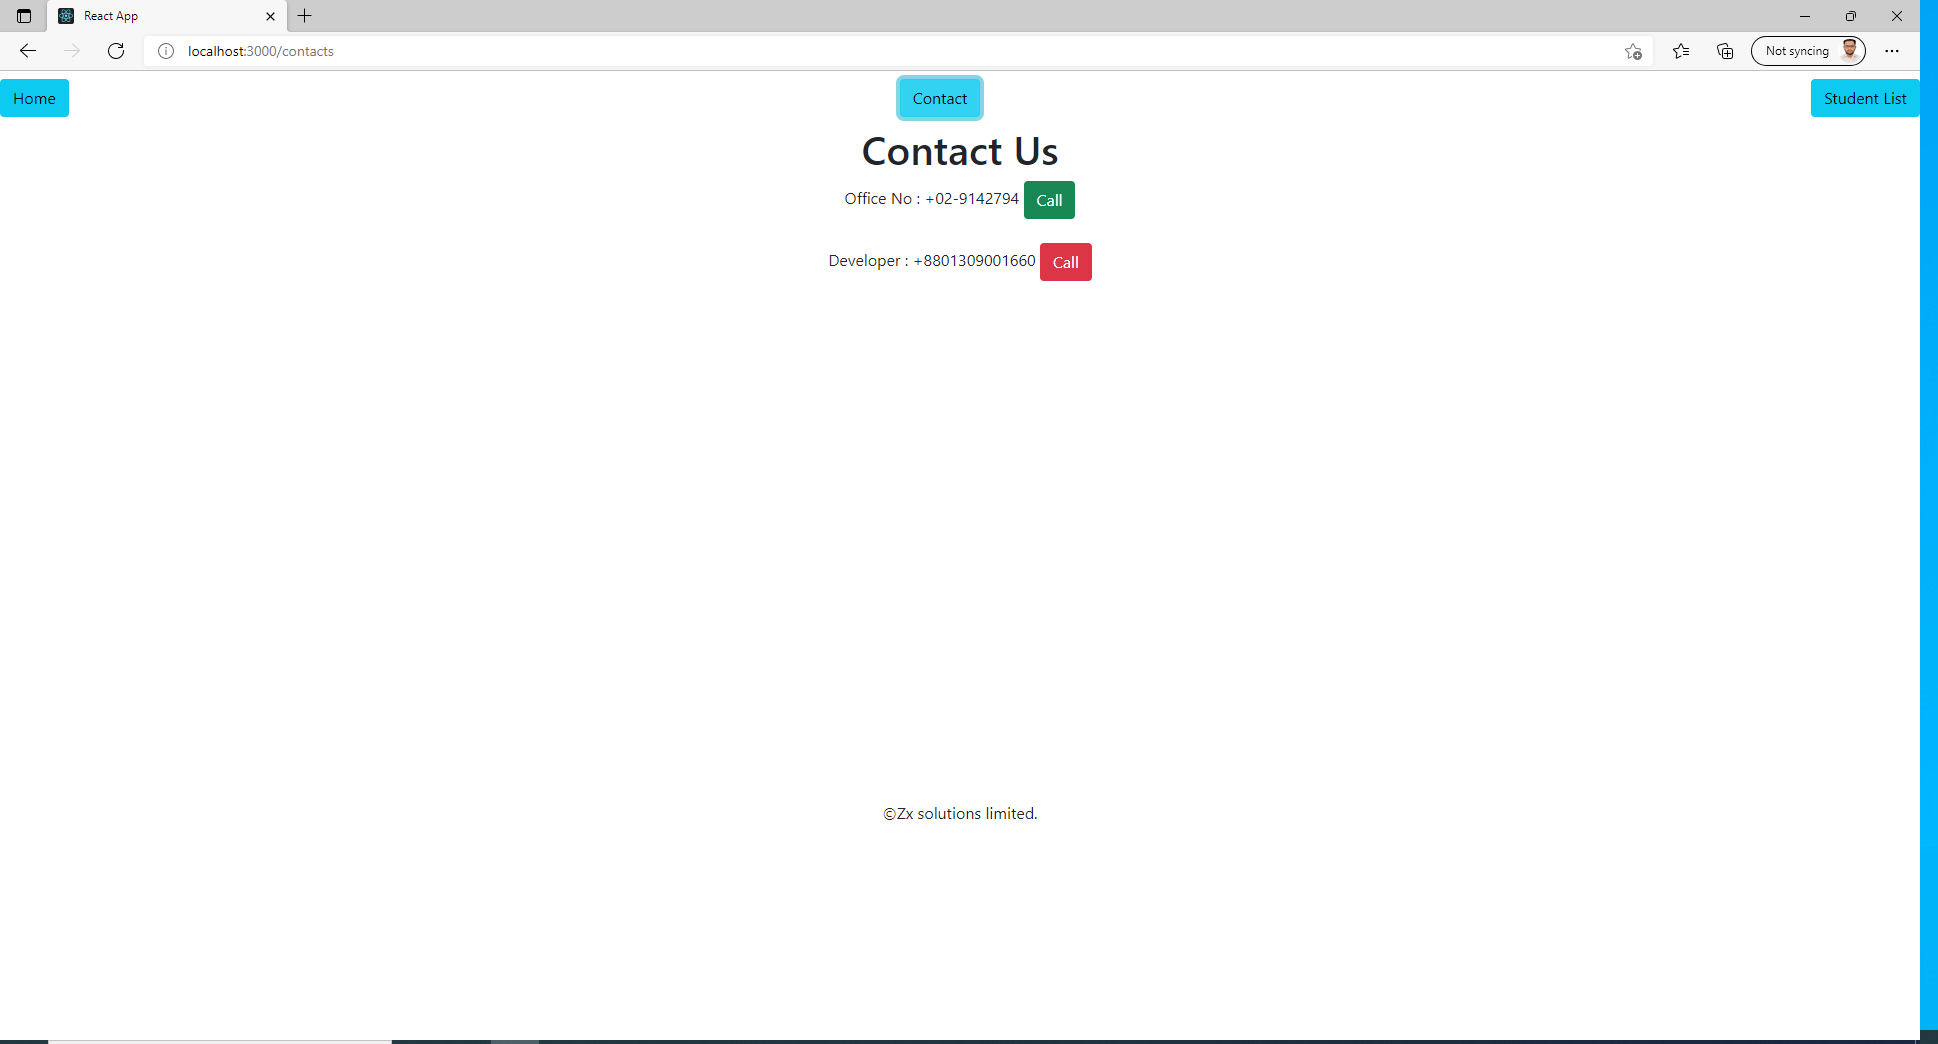 React App
localhost:3000/contacts
Not syncing
Home
Contact
Student List
Contact Us
Office No : +02-9142794 Call
Developer : +8801309001660 Call
©Zx solutions limited.